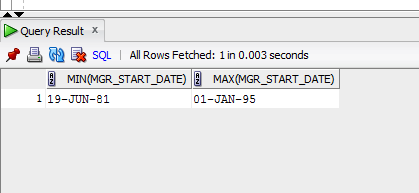 Query Result x
SQL | All Rows Fetched: 1 in 0.003 seconds
MIN(MGR_START_DATE) MAX(MGR_START_DATE)
1 19-JUN-81 01-JAN-95